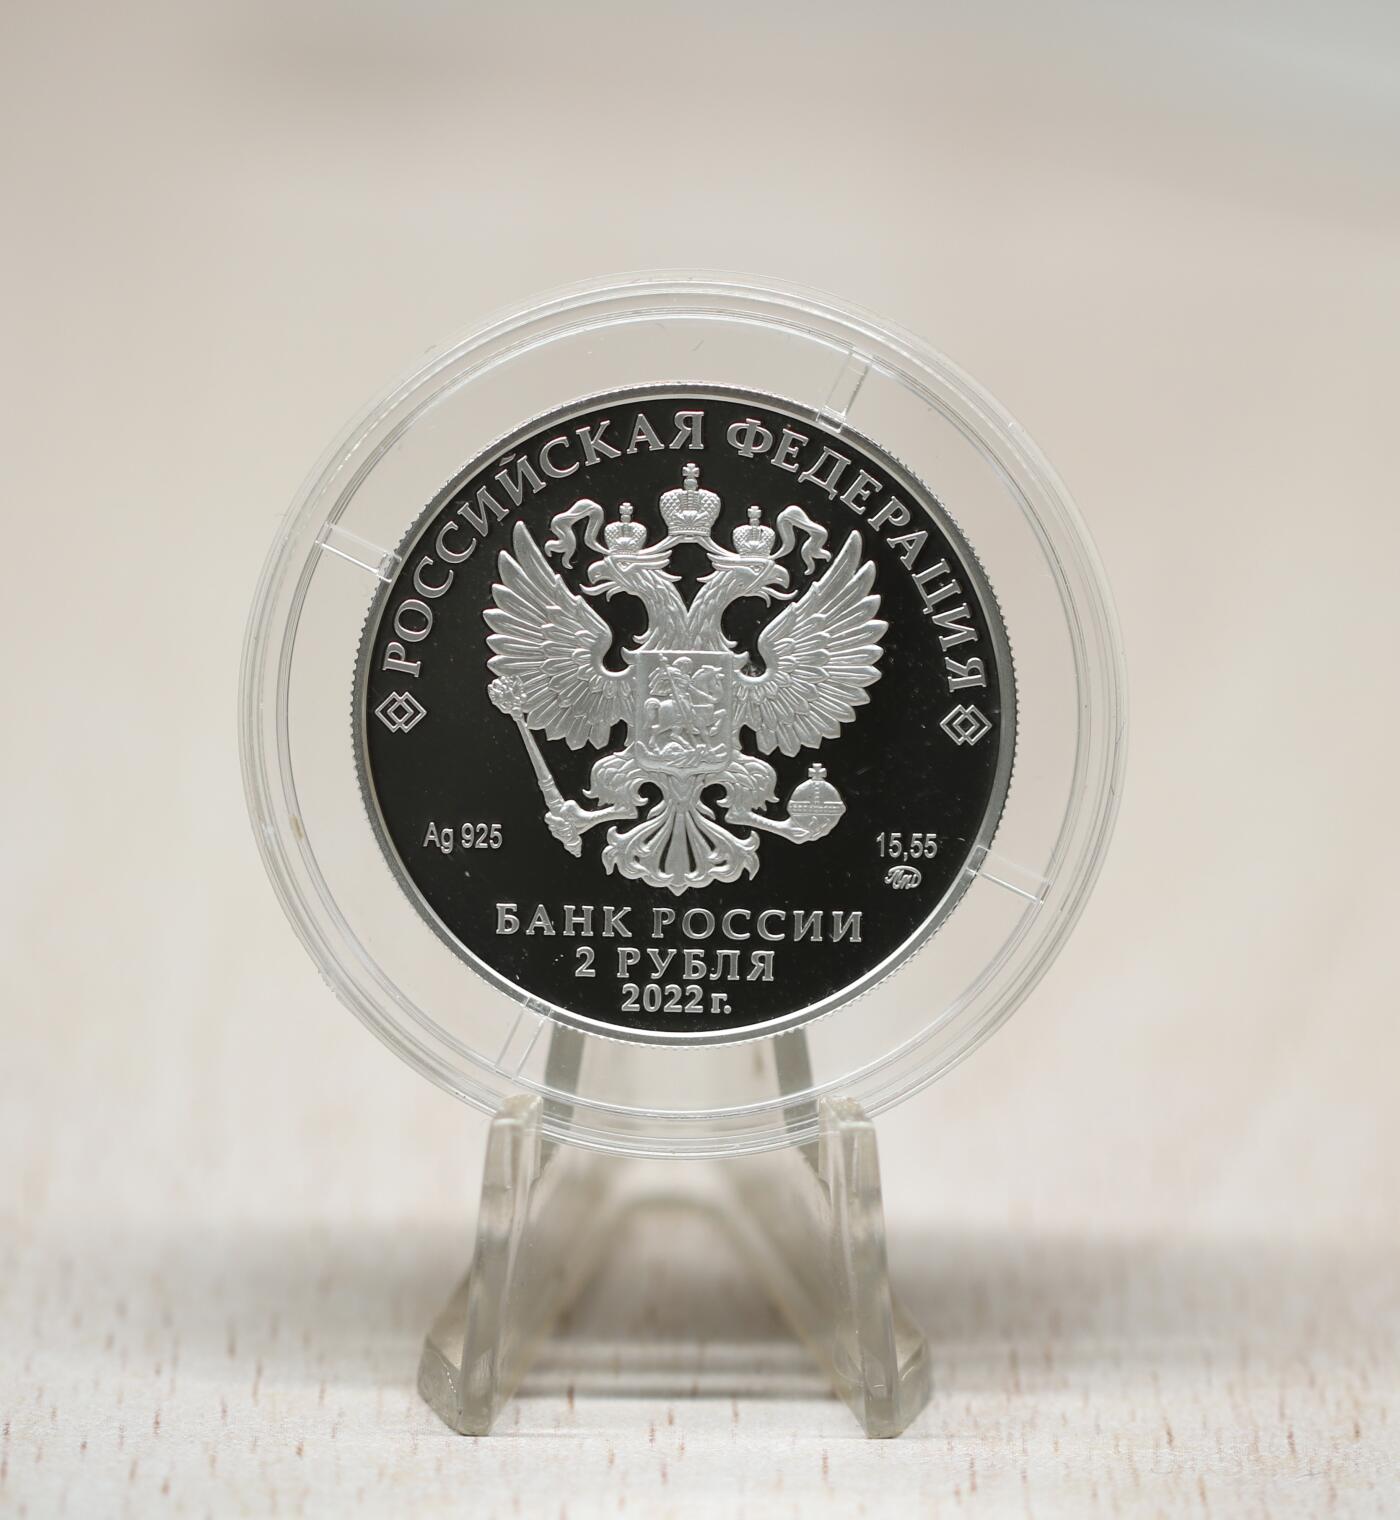 РОССИЙСКАЯ ФЕДЕРАЦИЯ
Ag 925
15,55
ММД
БАНК РОССИИ
2 РУБЛЯ
2022 г.